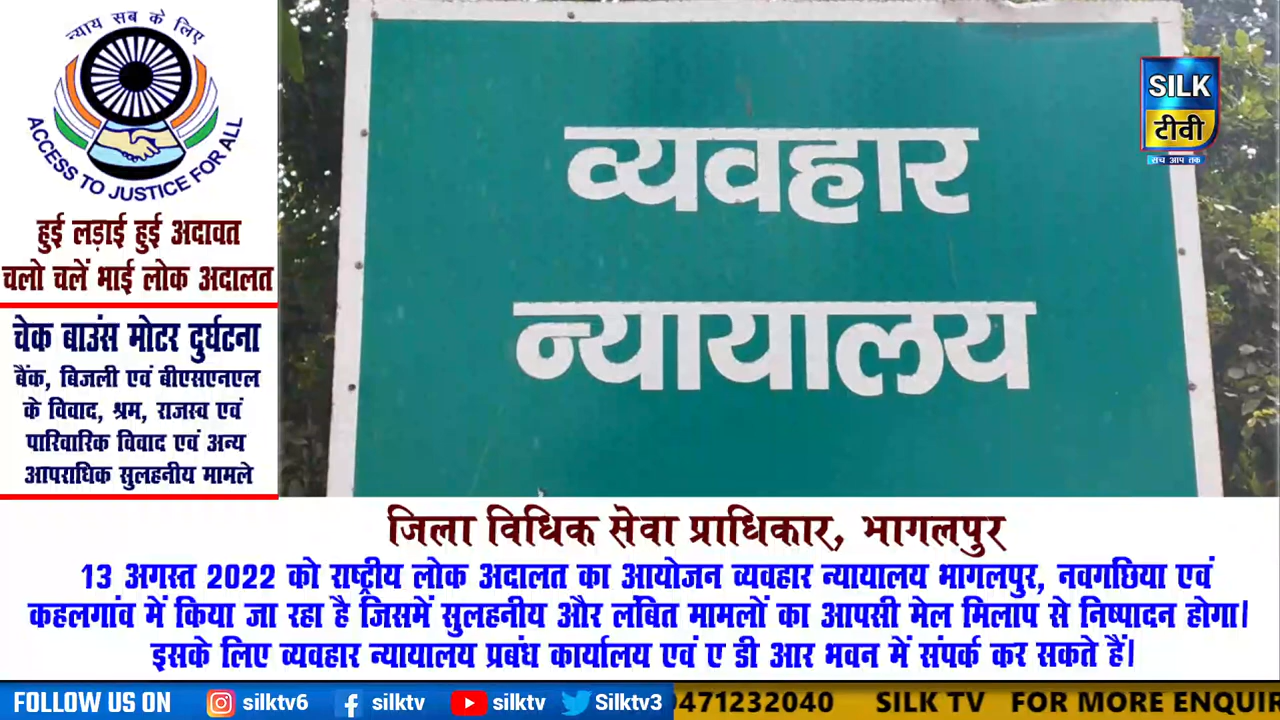 न्याय सब के लिए
ACCESS TO JUSTICE FOR ALL
हुई लड़ाई हुई अदावत
चलो चलें भाई लोक अदालत
चेक बाउंस मोटर दुर्घटना
बैंक, बिजली एवं बीएसएनएल
के विवाद, श्रम, राजस्व एवं
पारिवारिक विवाद एवं अन्य
आपराधिक सुलहनीय मामले
व्यवहार
न्यायालय
SILK
टीवी
सच आप तक
जिला विधिक सेवा प्राधिकार, भागलपुर
13 अगस्त 2022 को राष्ट्रीय लोक अदालत का आयोजन व्यवहार न्यायालय भागलपुर, नवगछिया एवं
कहलगांव में किया जा रहा है जिसमें सुलहनीय और लंबित मामलों का आपसी मेल मिलाप से निष्पादन होगा।
इसके लिए व्यवहार न्यायालय प्रबंध कार्यालय एवं ए डी आर भवन में संपर्क कर सकते हैं।
FOLLOW US ON silktv6 silktv silktv Silktv3 9471232040 SILK TV FOR MORE ENQUIR